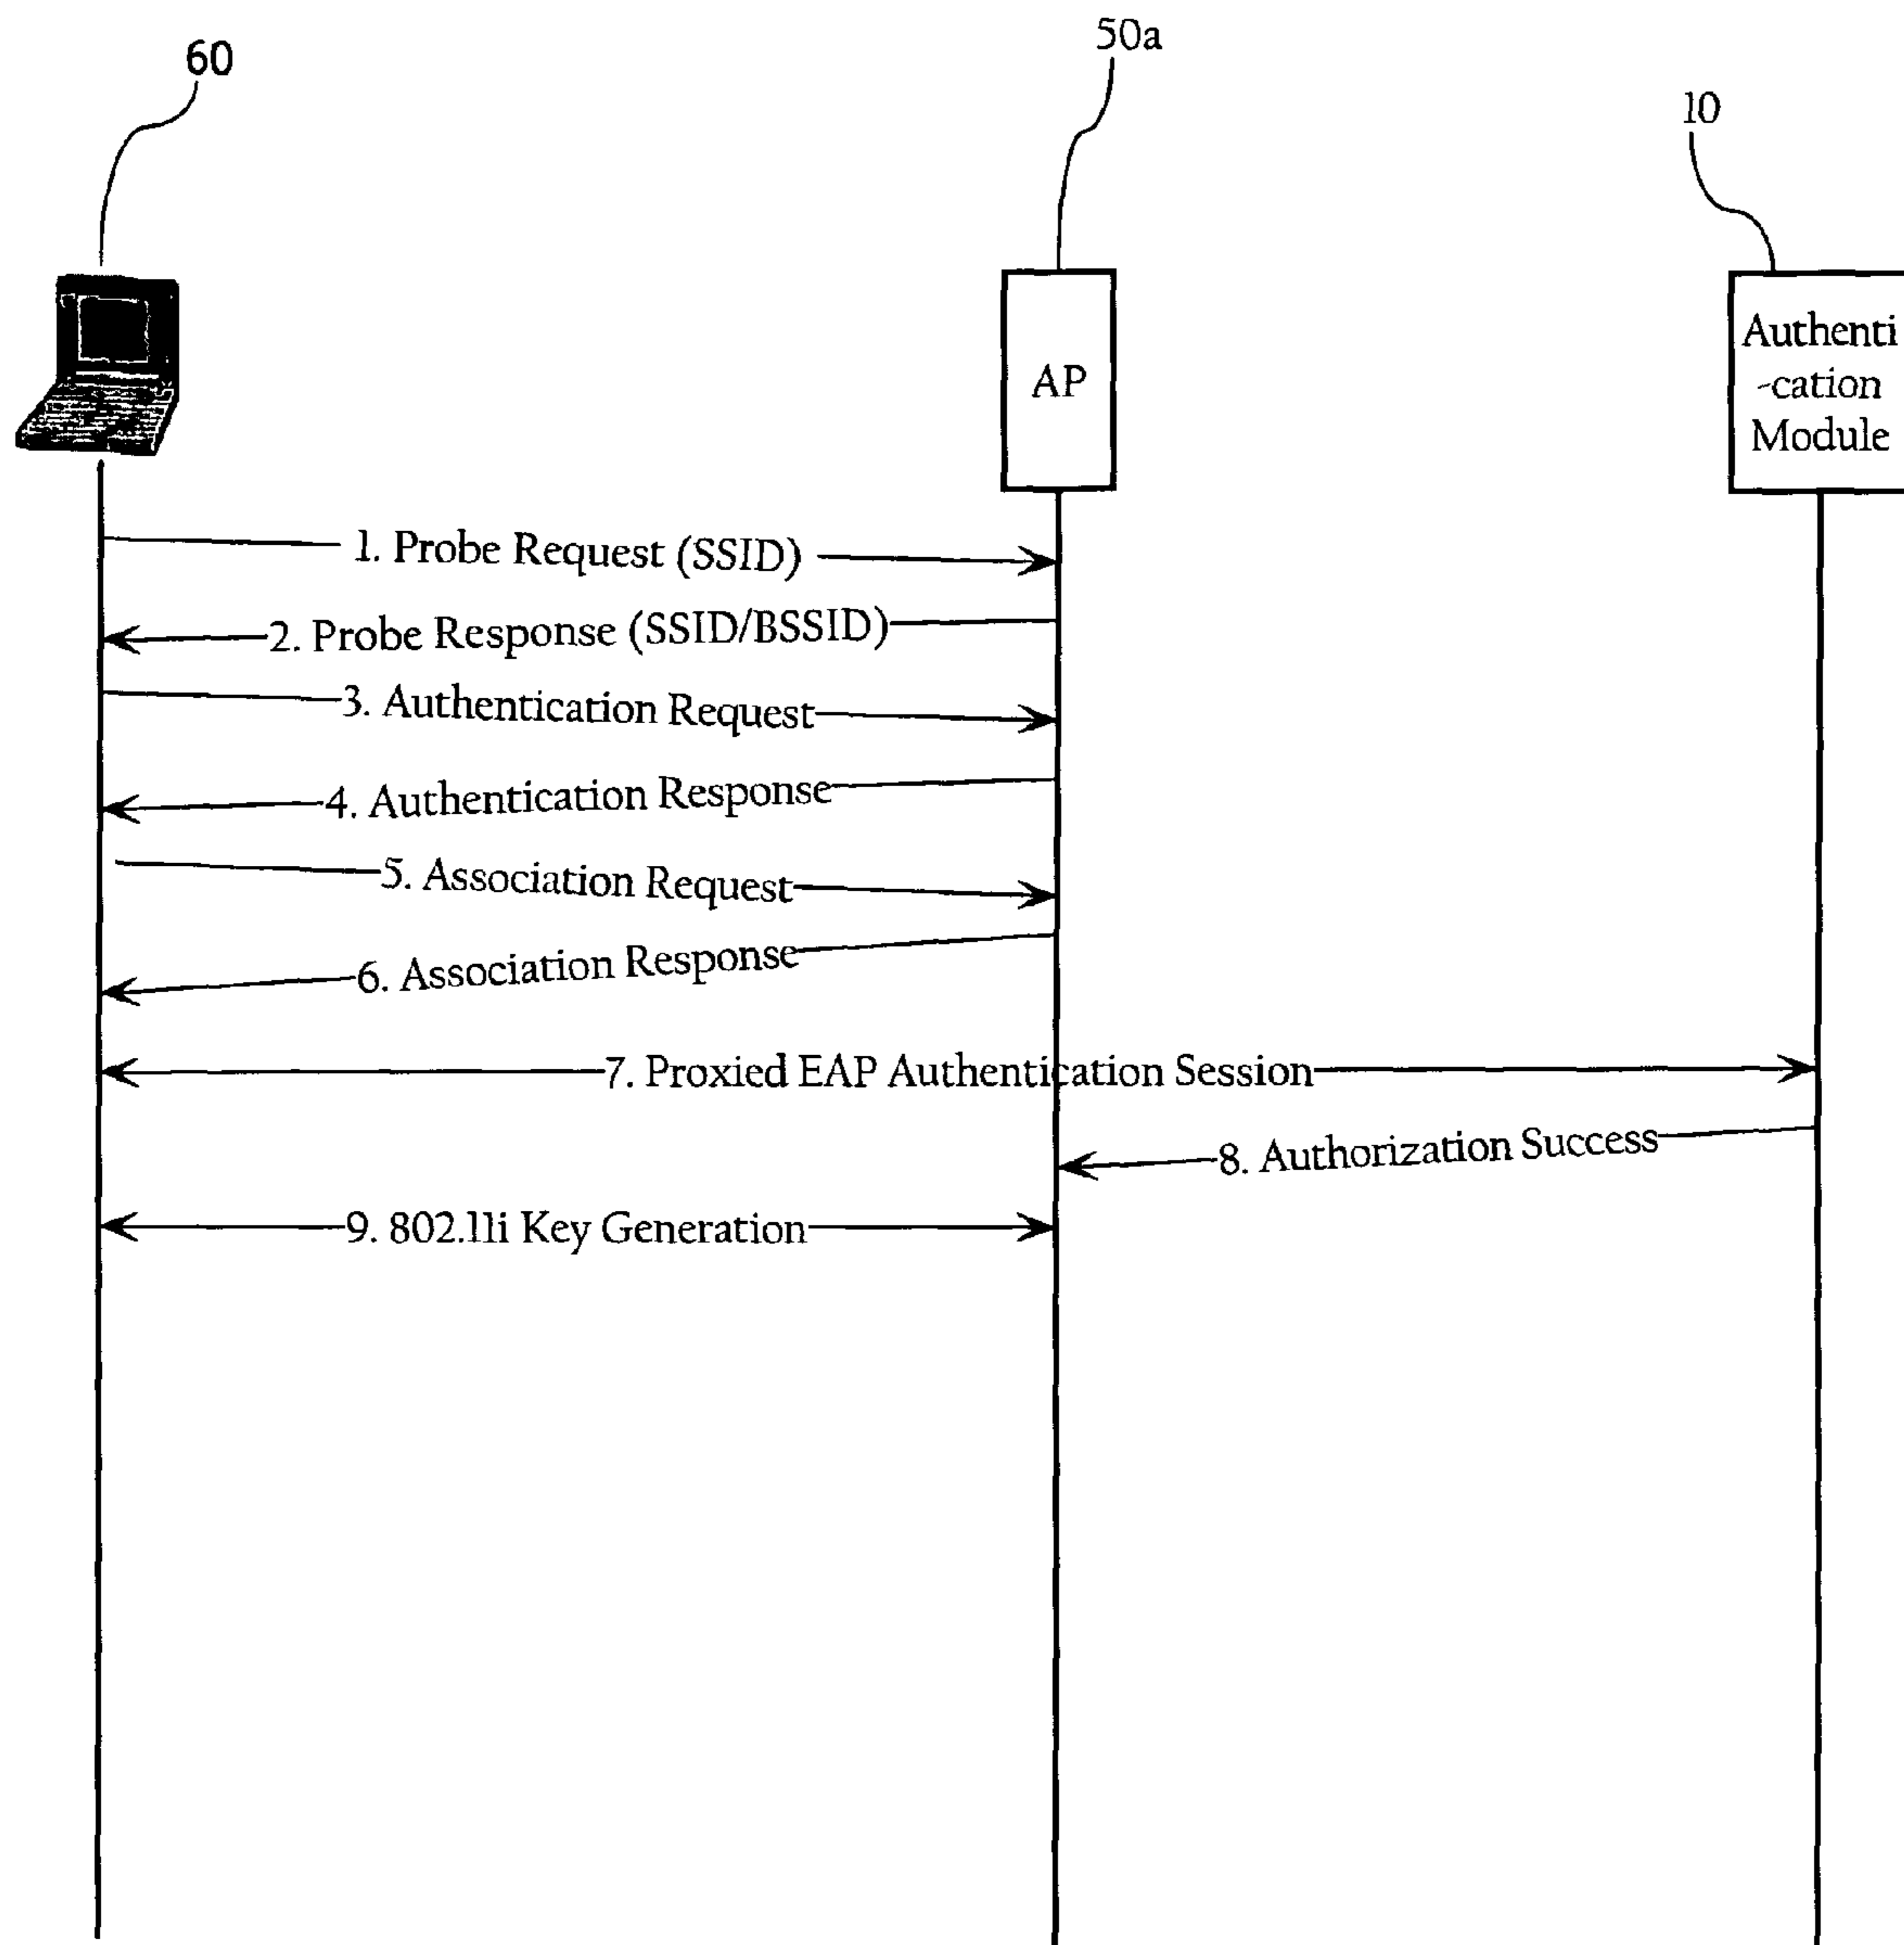 60
50a
10
AP
Authenti
-cation
Module
1. Probe Request (SSID)
2. Probe Response (SSID/BSSID)
3. Authentication Request
4. Authentication Response
5. Association Request
6. Association Response
7. Proxied EAP Authentication Session
8. Authorization Success
9. 802.11i Key Generation